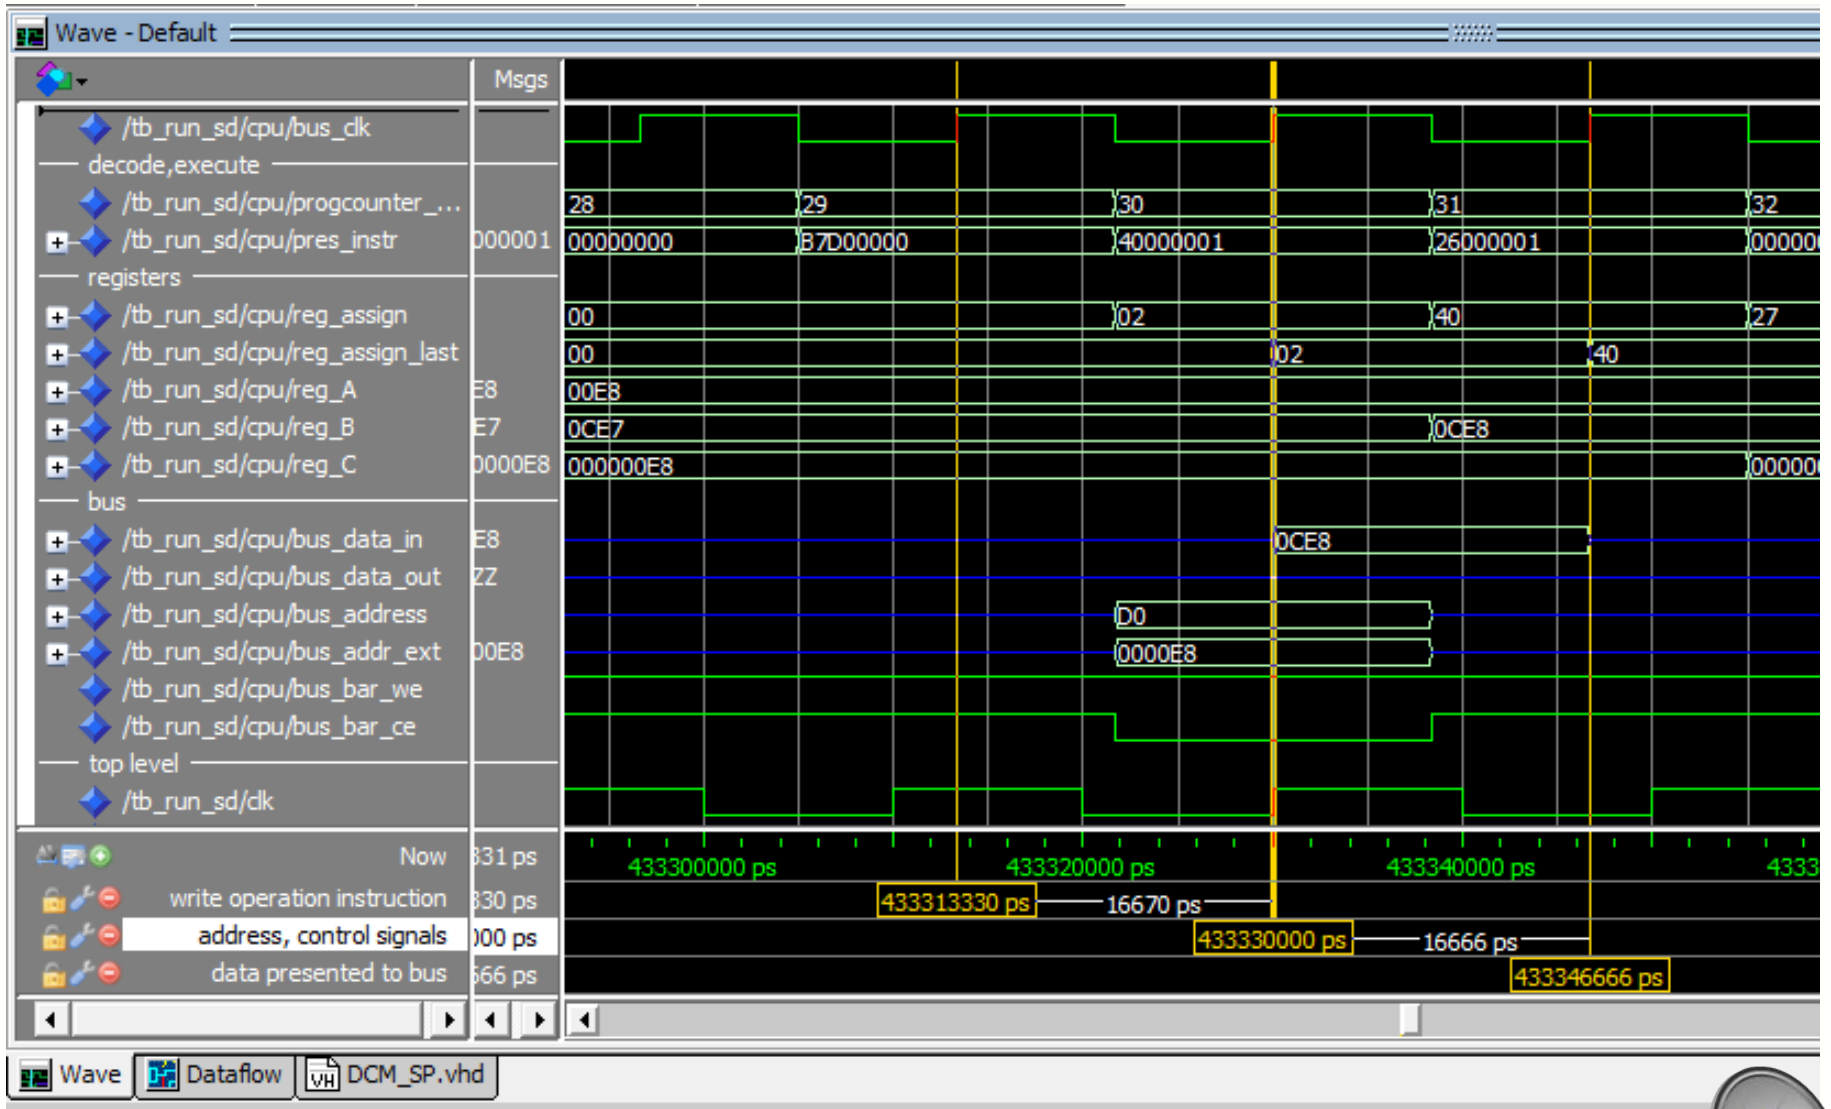 Wave - Default
Msgs
/tb_run_sd/cpu/bus_clk
decode,execute
/tb_run_sd/cpu/progcounter_... 28 29 30 31 32
/tb_run_sd/cpu/pres_instr 000001 00000000 B7D00000 40000001 26000001 000000
registers
/tb_run_sd/cpu/reg_assign 00 02 40 27
/tb_run_sd/cpu/reg_assign_last 00 02 40
/tb_run_sd/cpu/reg_A E8 00E8
/tb_run_sd/cpu/reg_B E7 0CE7 0CE8
/tb_run_sd/cpu/reg_C 0000E8 000000E8 000000
bus
/tb_run_sd/cpu/bus_data_in E8 0CE8
/tb_run_sd/cpu/bus_data_out ZZ
/tb_run_sd/cpu/bus_address D0
/tb_run_sd/cpu/bus_addr_ext 00E8 0000E8
/tb_run_sd/cpu/bus_bar_we
/tb_run_sd/cpu/bus_bar_ce
top level
/tb_run_sd/clk
Now 331 ps 433300000 ps 433320000 ps 433340000 ps 4333
write operation instruction 330 ps 433313330 ps 16670 ps
address, control signals 000 ps 433330000 ps 16666 ps
data presented to bus 666 ps 433346666 ps
Wave Dataflow VH DCM_SP.vhd